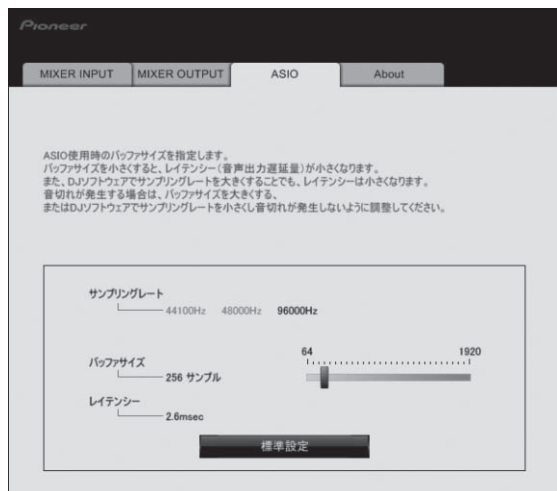 Pioneer
MIXER INPUT MIXER OUTPUT ASIO About
ASIO使用時のバッファサイズを指定します。
バッファサイズを小さくすると、レイテンシー(音声出力遅延量)が小さくなります。
また、DJソフトウェアでサンプリングレートを大きくすることでも、レイテンシーは小さくなります。
音切れが発生する場合は、バッファサイズを大きくする、
またはDJソフトウェアでサンプリングレートを小さくし音切れが発生しないように調整してください。
サンプリングレート
44100Hz 48000Hz 96000Hz
64 1920
バッファサイズ
256 サンプル
レイテンシー
2.6msec
標準設定